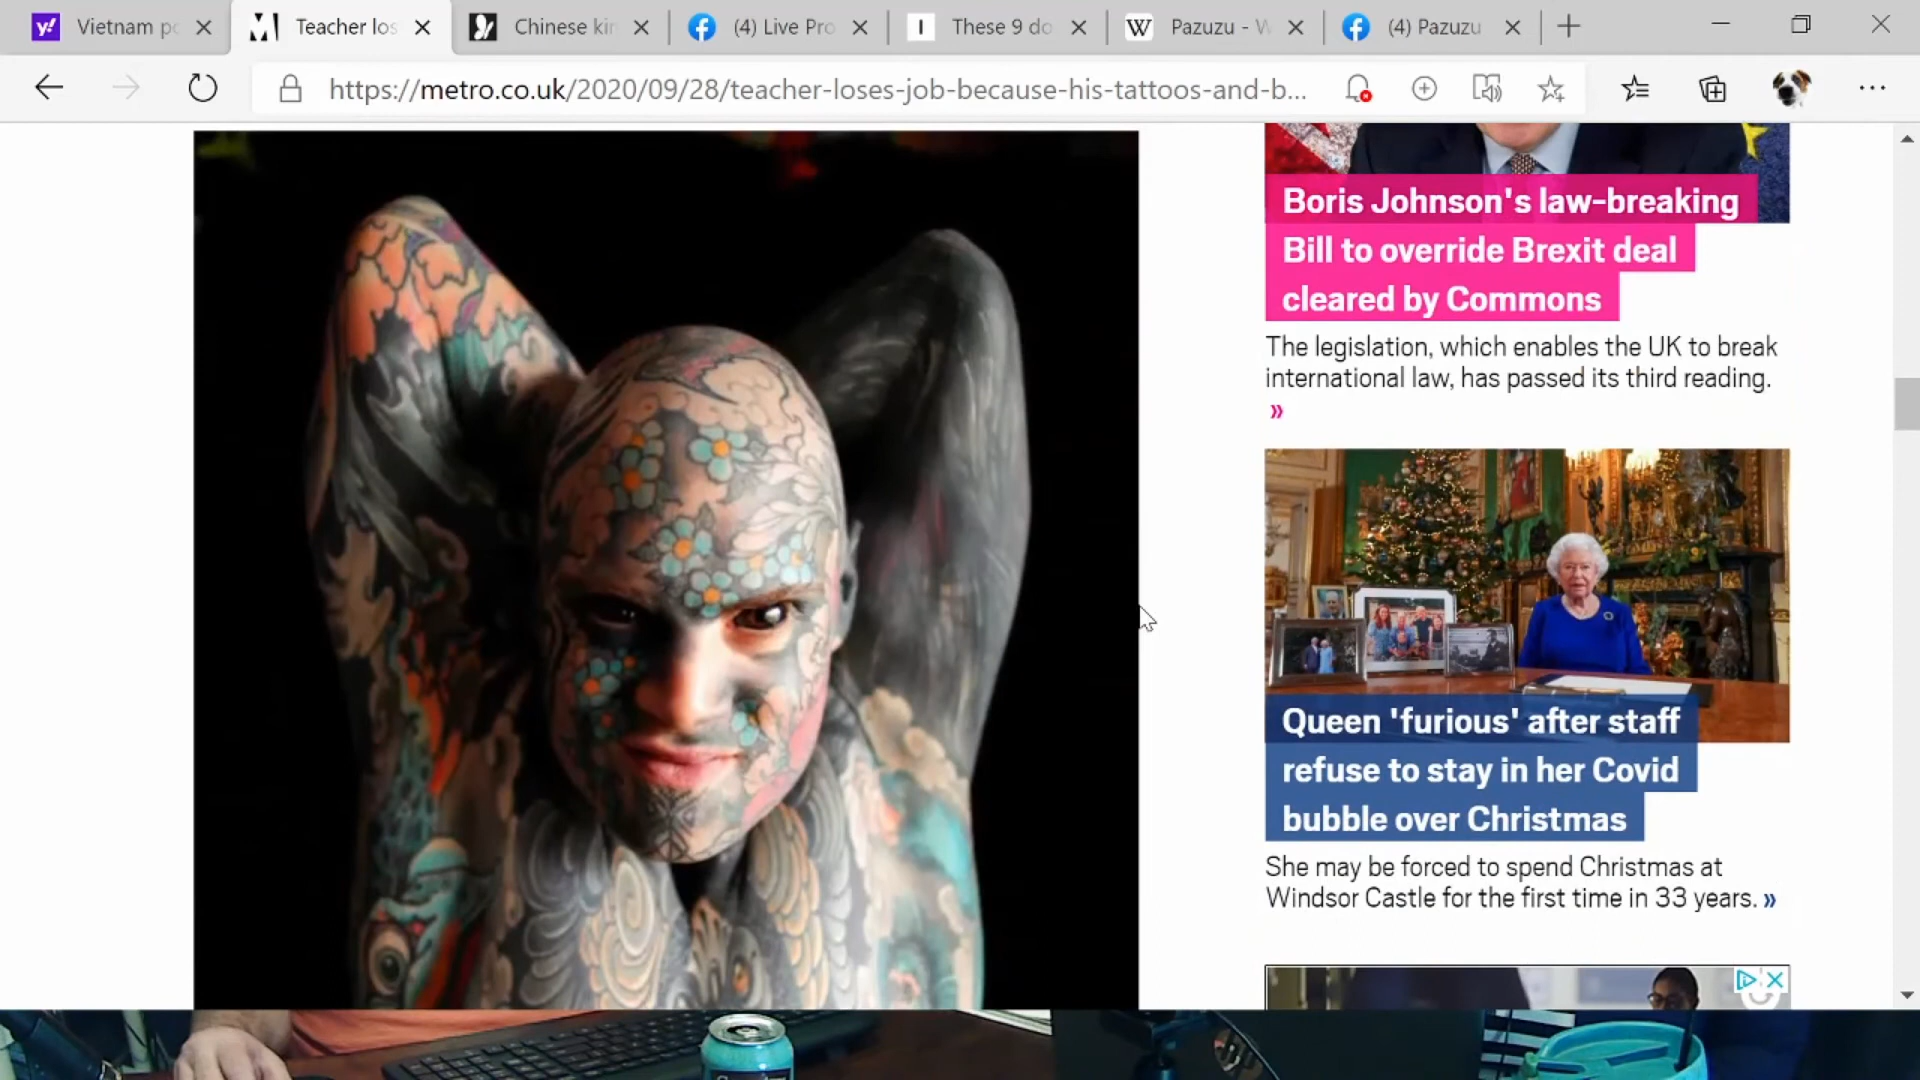 Vietnam po
Teacher los
Chinese kin
(4) Live Pro
These 9 do
Pazuzu - W
(4) Pazuzu
https://metro.co.uk/2020/09/28/teacher-loses-job-because-his-tattoos-and-b...
Boris Johnson's law-breaking
Bill to override Brexit deal
cleared by Commons
The legislation, which enables the UK to break
international law, has passed its third reading.
»
Queen 'furious' after staff
refuse to stay in her Covid
bubble over Christmas
She may be forced to spend Christmas at
Windsor Castle for the first time in 33 years. »